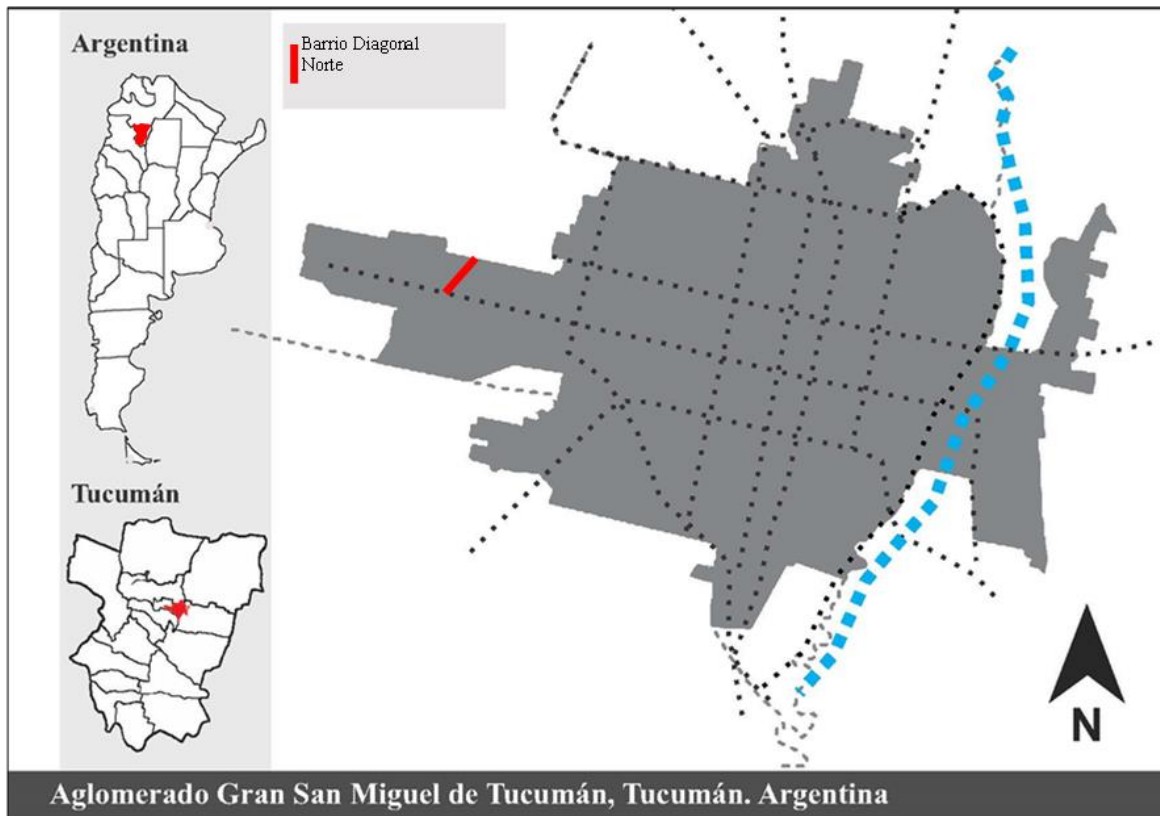 Argentina
Barrio Diagonal
Norte
Tucumán
N
Aglomerado Gran San Miguel de Tucumán, Tucumán. Argentina